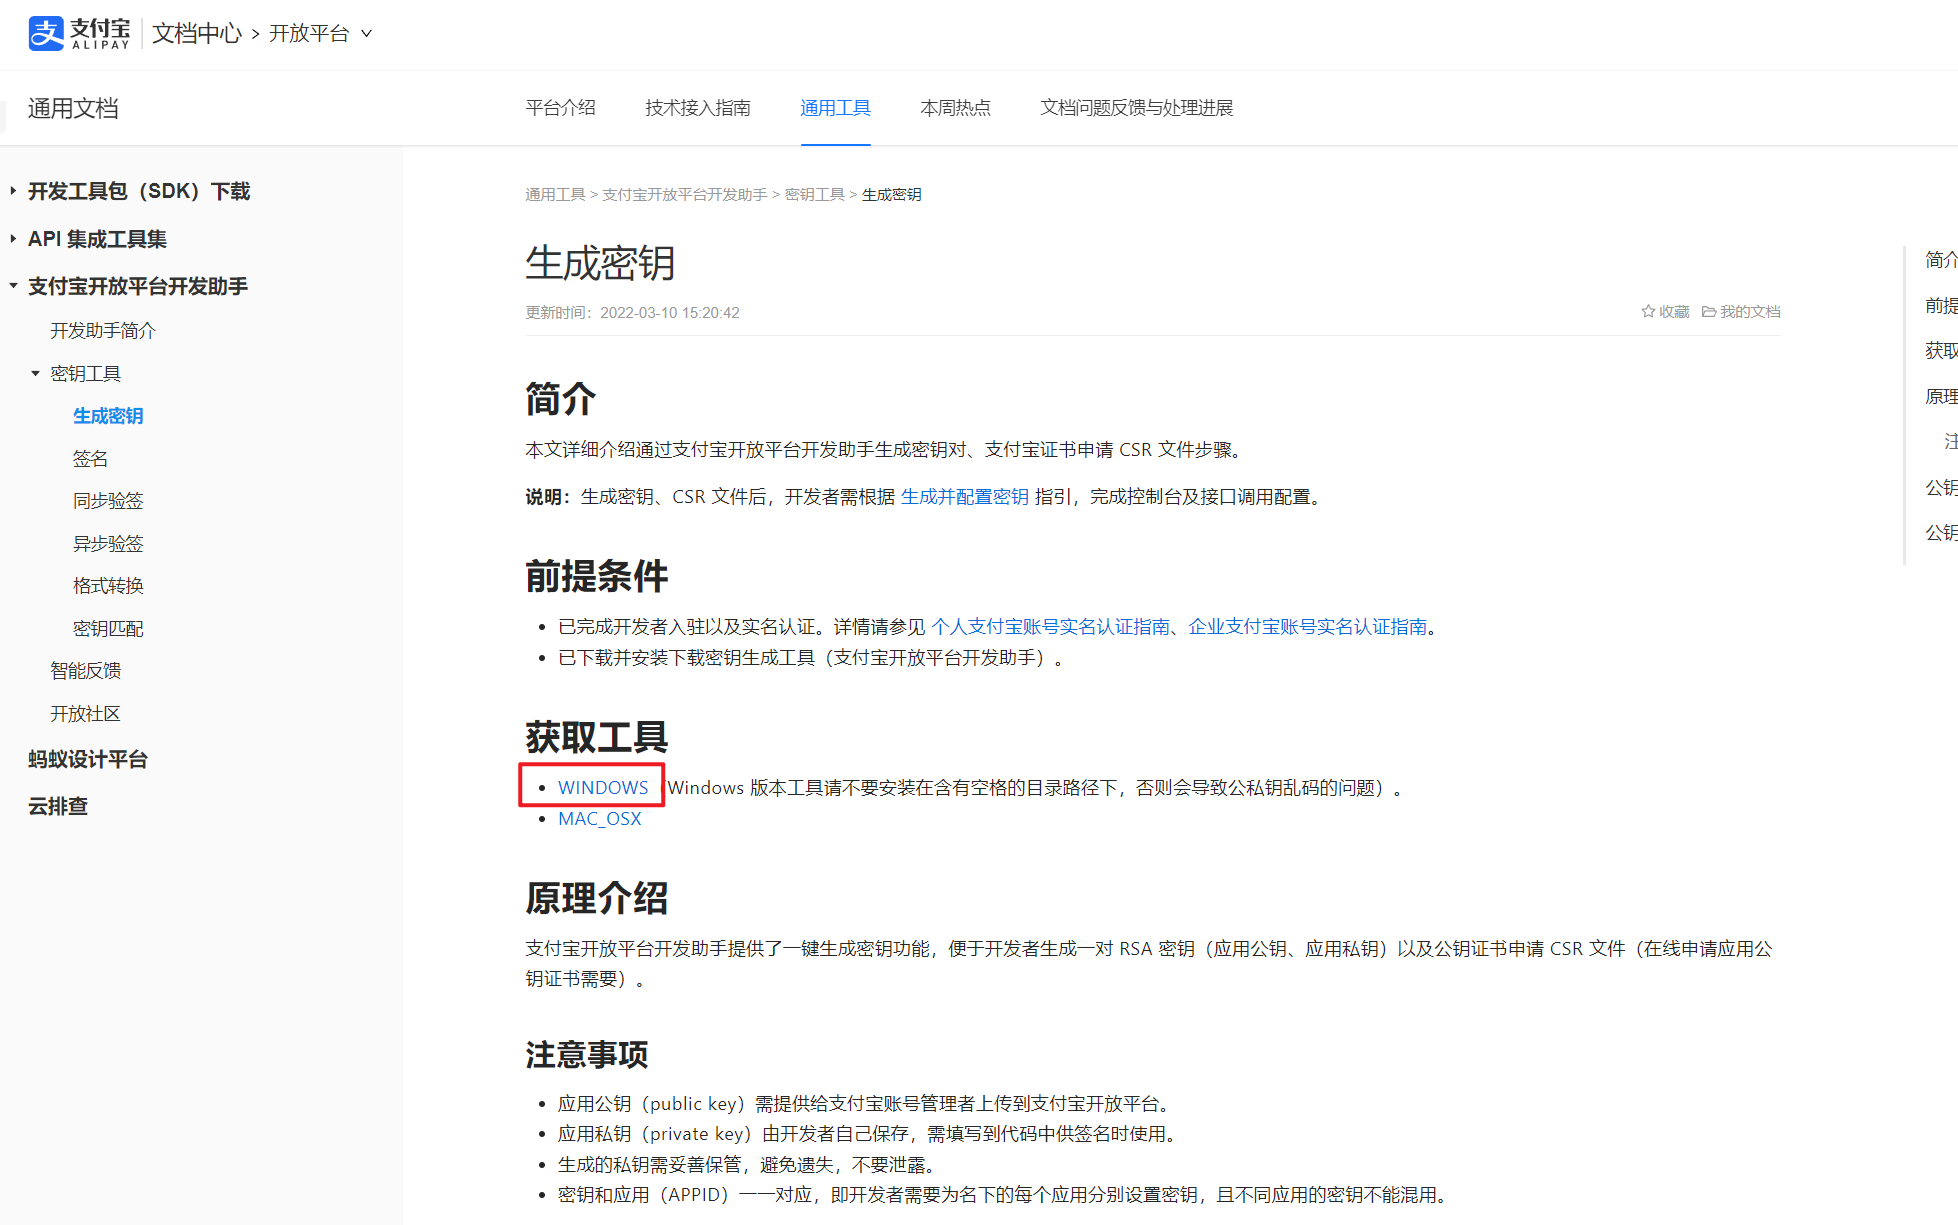 支付宝
ALIPAY
文档中心 > 开放平台
通用文档
平台介绍
技术接入指南
通用工具
本周热点
文档问题反馈与处理进展
开发工具包（SDK）下载
API 集成工具集
支付宝开放平台开发助手
开发助手简介
密钥工具
生成密钥
签名
同步验签
异步验签
格式转换
密钥匹配
智能反馈
开放社区
蚂蚁设计平台
云排查
通用工具 > 支付宝开放平台开发助手 > 密钥工具 > 生成密钥
生成密钥
更新时间：2022-03-10 15:20:42
收藏
我的文档
简介
本文详细介绍通过支付宝开放平台开发助手生成密钥对、支付宝证书申请 CSR 文件步骤。
说明：生成密钥、CSR 文件后，开发者需根据 生成并配置密钥 指引，完成控制台及接口调用配置。
前提条件
已完成开发者入驻以及实名认证。详情请参见 个人支付宝账号实名认证指南、企业支付宝账号实名认证指南。
已下载并安装下载密钥生成工具（支付宝开放平台开发助手）。
获取工具
WINDOWS（Windows 版本工具请不要安装在含有空格的目录路径下，否则会导致公私钥乱码的问题）。
MAC_OSX
原理介绍
支付宝开放平台开发助手提供了一键生成密钥功能，便于开发者生成一对 RSA 密钥（应用公钥、应用私钥）以及公钥证书申请 CSR 文件（在线申请应用公
钥证书需要）。
注意事项
应用公钥（public key）需提供给支付宝账号管理者上传到支付宝开放平台。
应用私钥（private key）由开发者自己保存，需填写到代码中供签名时使用。
生成的私钥需妥善保管，避免遗失，不要泄露。
密钥和应用（APPID）一一对应，即开发者需要为名下的每个应用分别设置密钥，且不同应用的密钥不能混用。
简介
前提
获取
原理
注
公钥
公钥